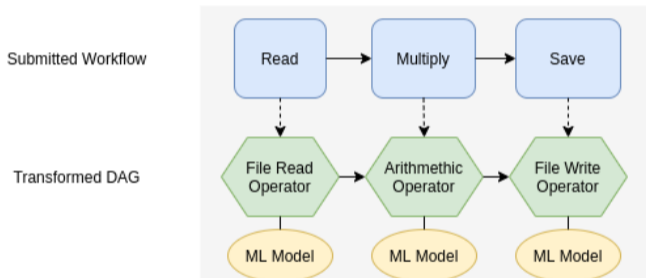 Submitted Workflow
Read
Multiply
Save
Transformed DAG
File Read
Operator
Arithmethic
Operator
File Write
Operator
ML Model
ML Model
ML Model